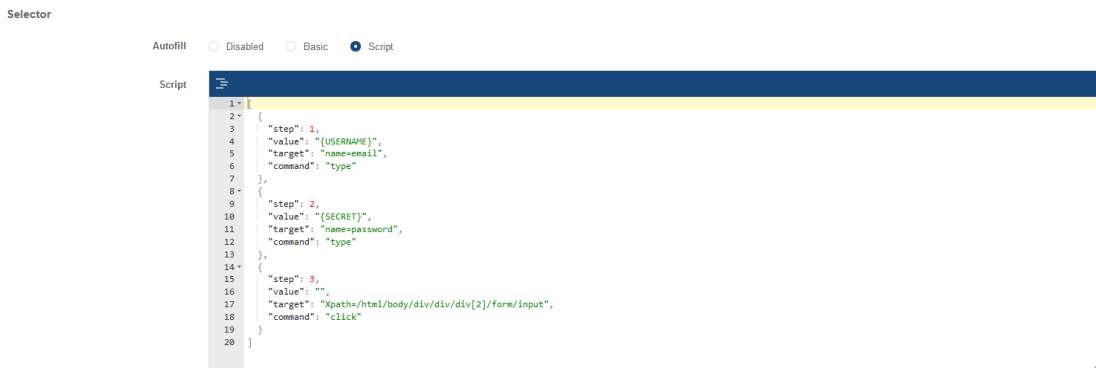 Selector
Autofill Disabled Basic Script
Script
1 [
2 {
3 "step": 1,
4 "value": "{USERNAME}",
5 "target": "name=email",
6 "command": "type"
7 },
8 {
9 "step": 2,
10 "value": "{SECRET}",
11 "target": "name=password",
12 "command": "type"
13 },
14 {
15 "step": 3,
16 "value": "",
17 "target": "Xpath=/html/body/div/div/div[2]/form/input",
18 "command": "click"
19 }
20 ]